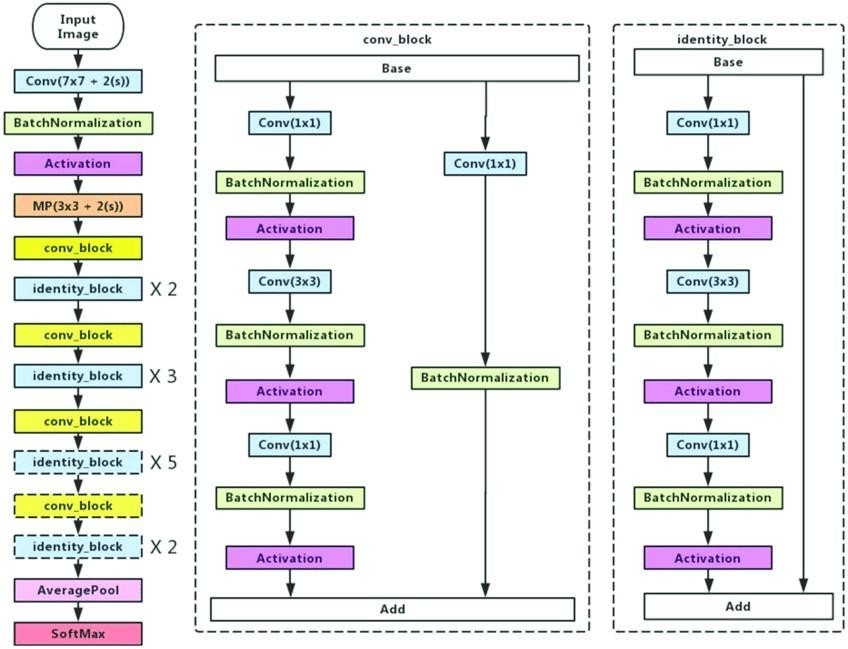 Input
Image
Conv(7x7 + 2(s))
BatchNormalization
Activation
MP(3x3 + 2(s))
conv_block
identity_block X 2
conv_block
identity_block X 3
conv_block
identity_block X 5
conv_block
identity_block X 2
AveragePool
SoftMax
conv_block
Base
Conv(1x1)
BatchNormalization
Activation
Conv(3x3)
BatchNormalization
Activation
Conv(1x1)
BatchNormalization
Activation
Conv(1x1)
BatchNormalization
Add
identity_block
Base
Conv(1x1)
BatchNormalization
Activation
Conv(3x3)
BatchNormalization
Activation
Conv(1x1)
BatchNormalization
Activation
Add